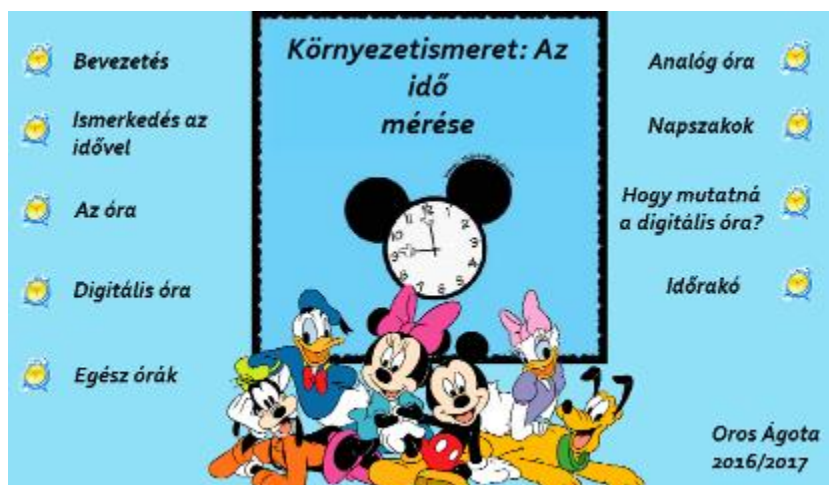 Környezetismeret: Az
idő
mérése
Bevezetés
Ismerkedés az
idővel
Az óra
Digitális óra
Egész órák
Analóg óra
Napszakok
Hogy mutatná
a digitális óra?
Időrakó
Oros Ágota
2016/2017